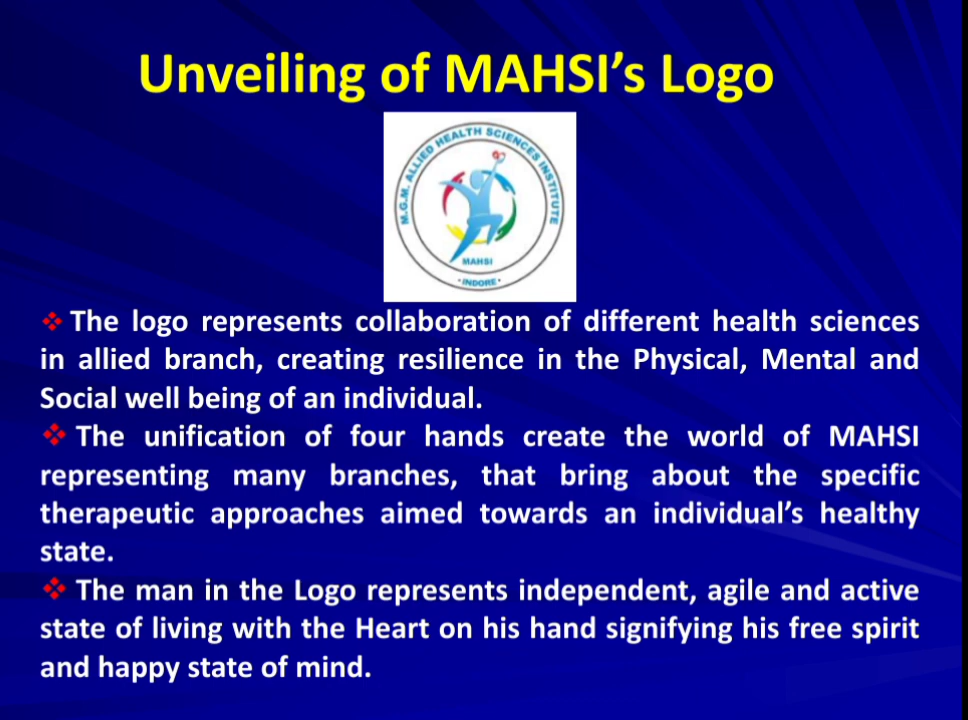 Unveiling of MAHSI’s Logo
M.G.M. ALLIED HEALTH SCIENCES INSTITUTE
MAHSI
• INDORE •
❖ The logo represents collaboration of different health sciences
in allied branch, creating resilience in the Physical, Mental and
Social well being of an individual.
❖ The unification of four hands create the world of MAHSI
representing many branches, that bring about the specific
therapeutic approaches aimed towards an individual’s healthy
state.
❖ The man in the Logo represents independent, agile and active
state of living with the Heart on his hand signifying his free spirit
and happy state of mind.